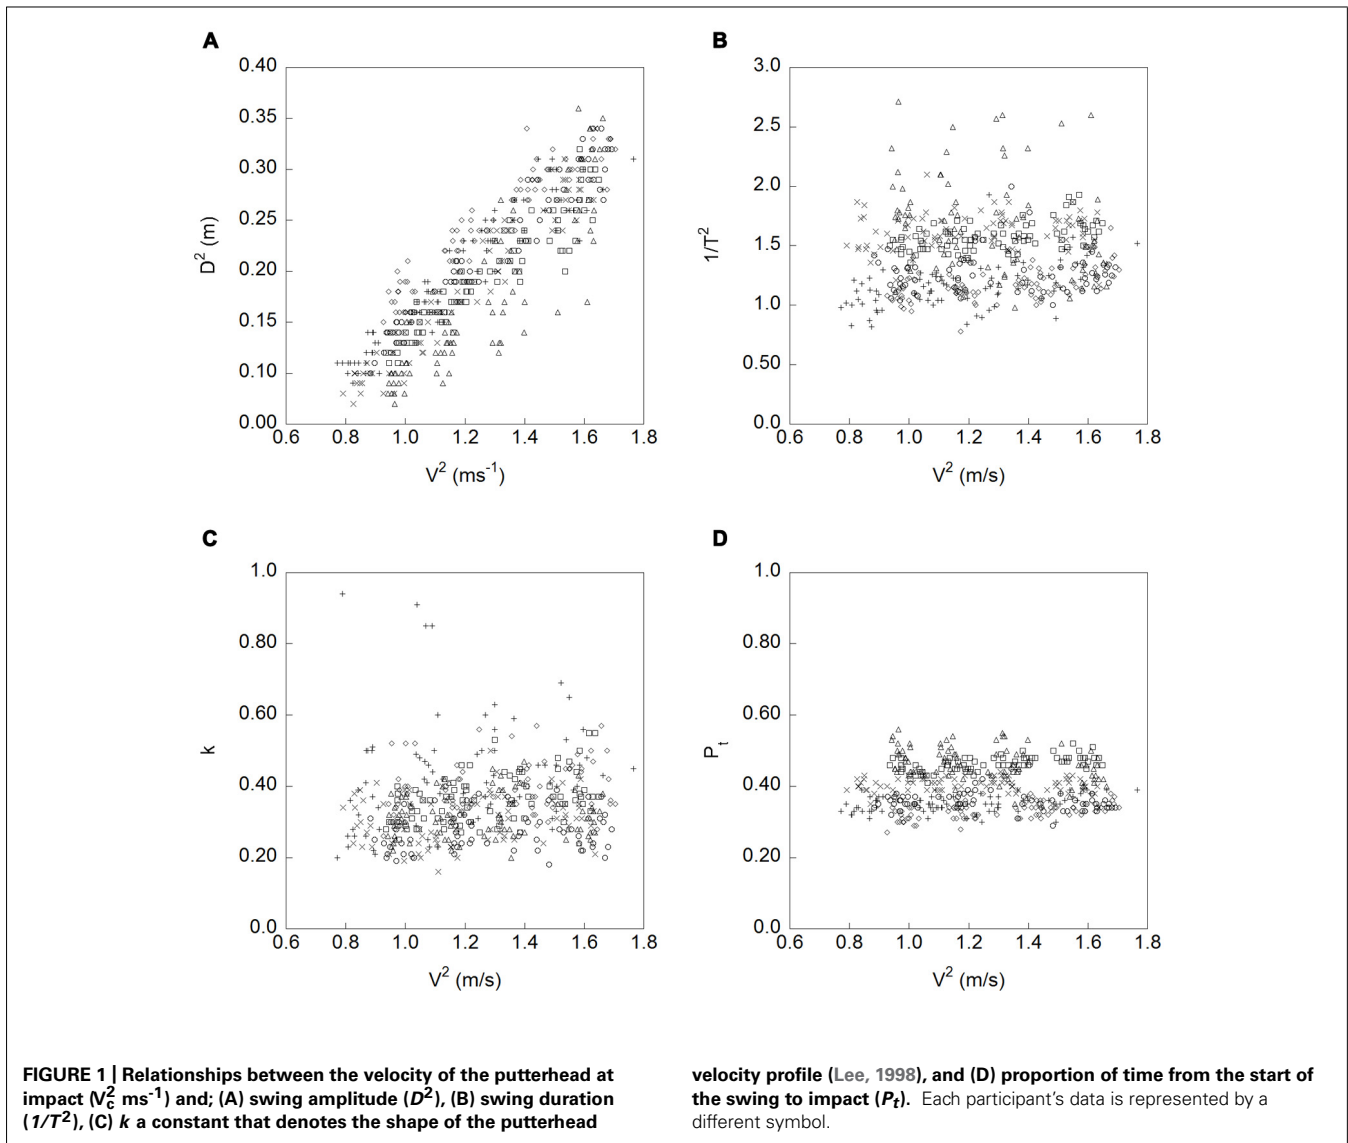 A
0.40
0.35
0.30
0.25
0.20
0.15
0.10
0.00
D² (m)
0.6 0.8 1.0 1.2 1.4 1.6 1.8
V² (ms⁻¹)
B
3.0
2.5
2.0
1.5
1.0
0.50
0.0
1/T²
0.6 0.8 1.0 1.2 1.4 1.6 1.8
V² (m/s)
C
1.0
0.80
0.60
0.40
0.20
0.0
k
0.6 0.8 1.0 1.2 1.4 1.6 1.8
V² (m/s)
D
1.0
0.80
0.60
0.40
0.20
0.0
Pₜ
0.6 0.8 1.0 1.2 1.4 1.6 1.8
V² (m/s)
FIGURE 1 | Relationships between the velocity of the putterhead at
impact (V²c ms⁻¹) and; (A) swing amplitude (D²), (B) swing duration
(1/T²), (C) k a constant that denotes the shape of the putterhead
velocity profile (Lee, 1998), and (D) proportion of time from the start of
the swing to impact (Pt). Each participant's data is represented by a
different symbol.